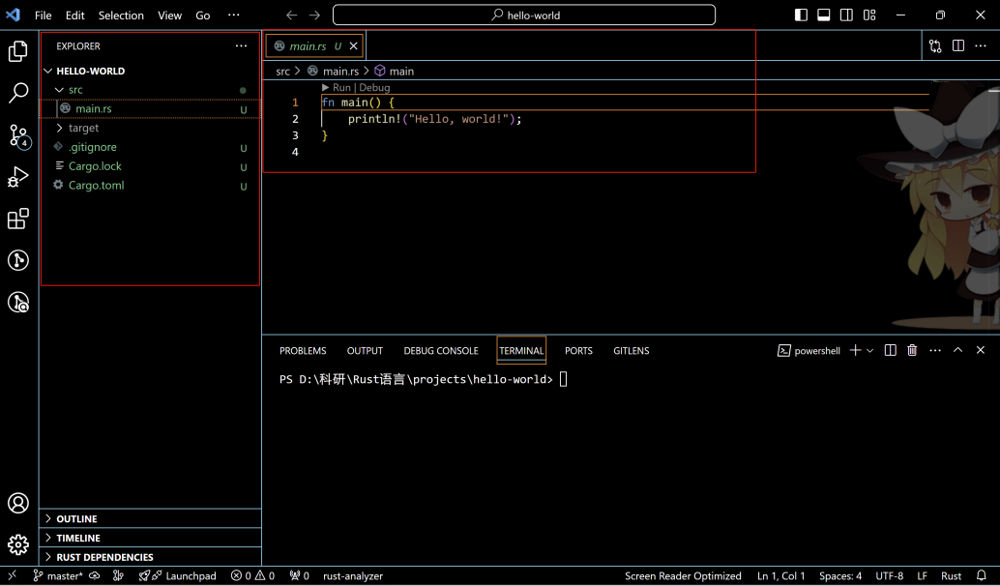 File Edit Selection View Go ···
hello-world
EXPLORER ···
HELLO-WORLD
src
main.rs U
target
.gitignore U
Cargo.lock U
Cargo.toml U
OUTLINE
TIMELINE
RUST DEPENDENCIES
main.rs U
src > main.rs > main
Run | Debug
1 fn main() {
2 println!("Hello, world!");
3 }
4
PROBLEMS OUTPUT DEBUG CONSOLE TERMINAL PORTS GITLENS powershell
PS D:\科研\Rust语言\projects\hello-world>
4
master* Launchpad 0 0 0 rust-analyzer Screen Reader Optimized Ln 1, Col 1 Spaces: 4 UTF-8 LF Rust